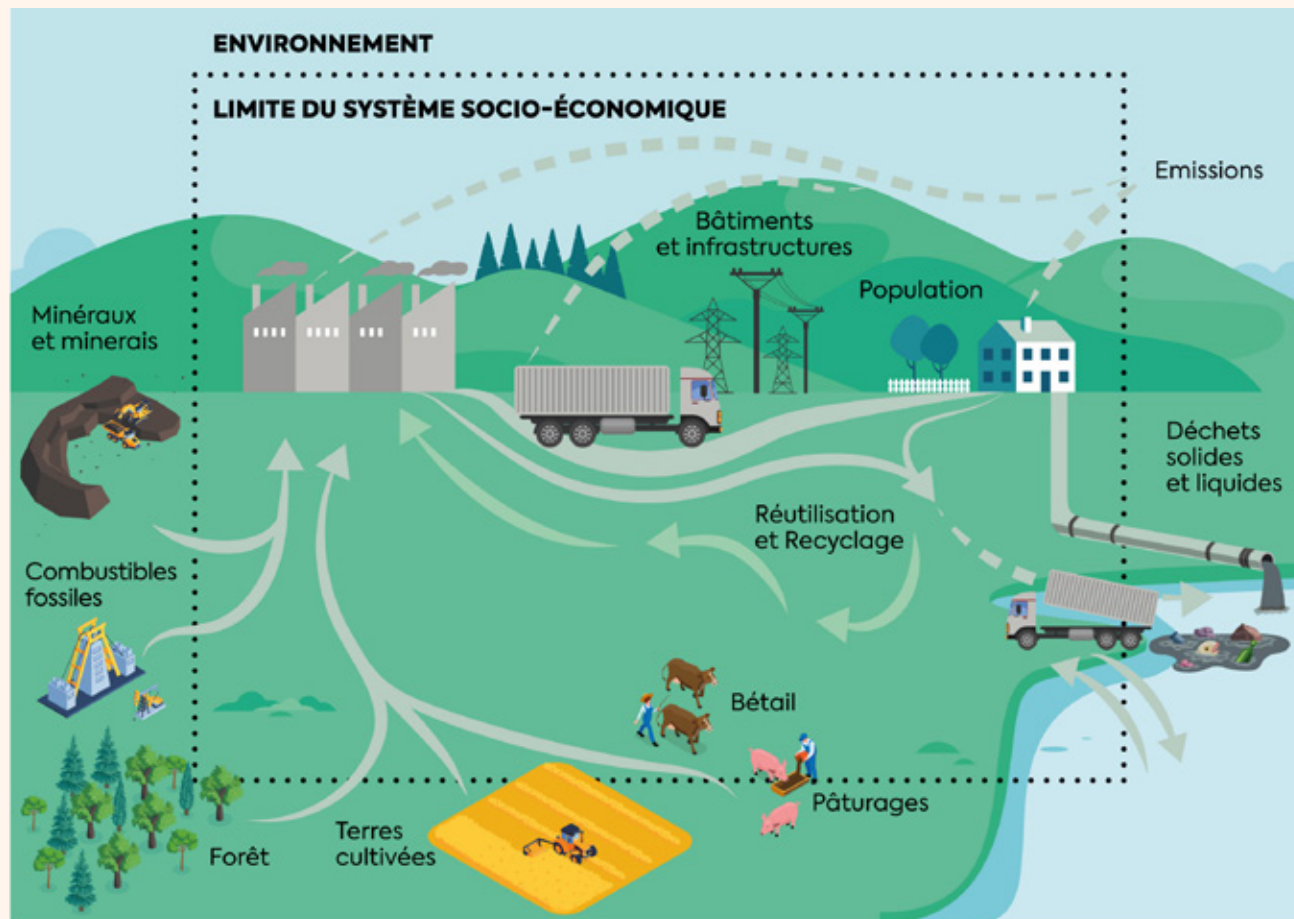 ENVIRONNEMENT
LIMITE DU SYSTÈME SOCIO-ÉCONOMIQUE
Emissions
Bâtiments
et infrastructures
Population
Minéraux
et minerais
Déchets
solides
et liquides
Réutilisation
et Recyclage
Combustibles
fossiles
Bétail
Pâturages
Terres
cultivées
Forêt